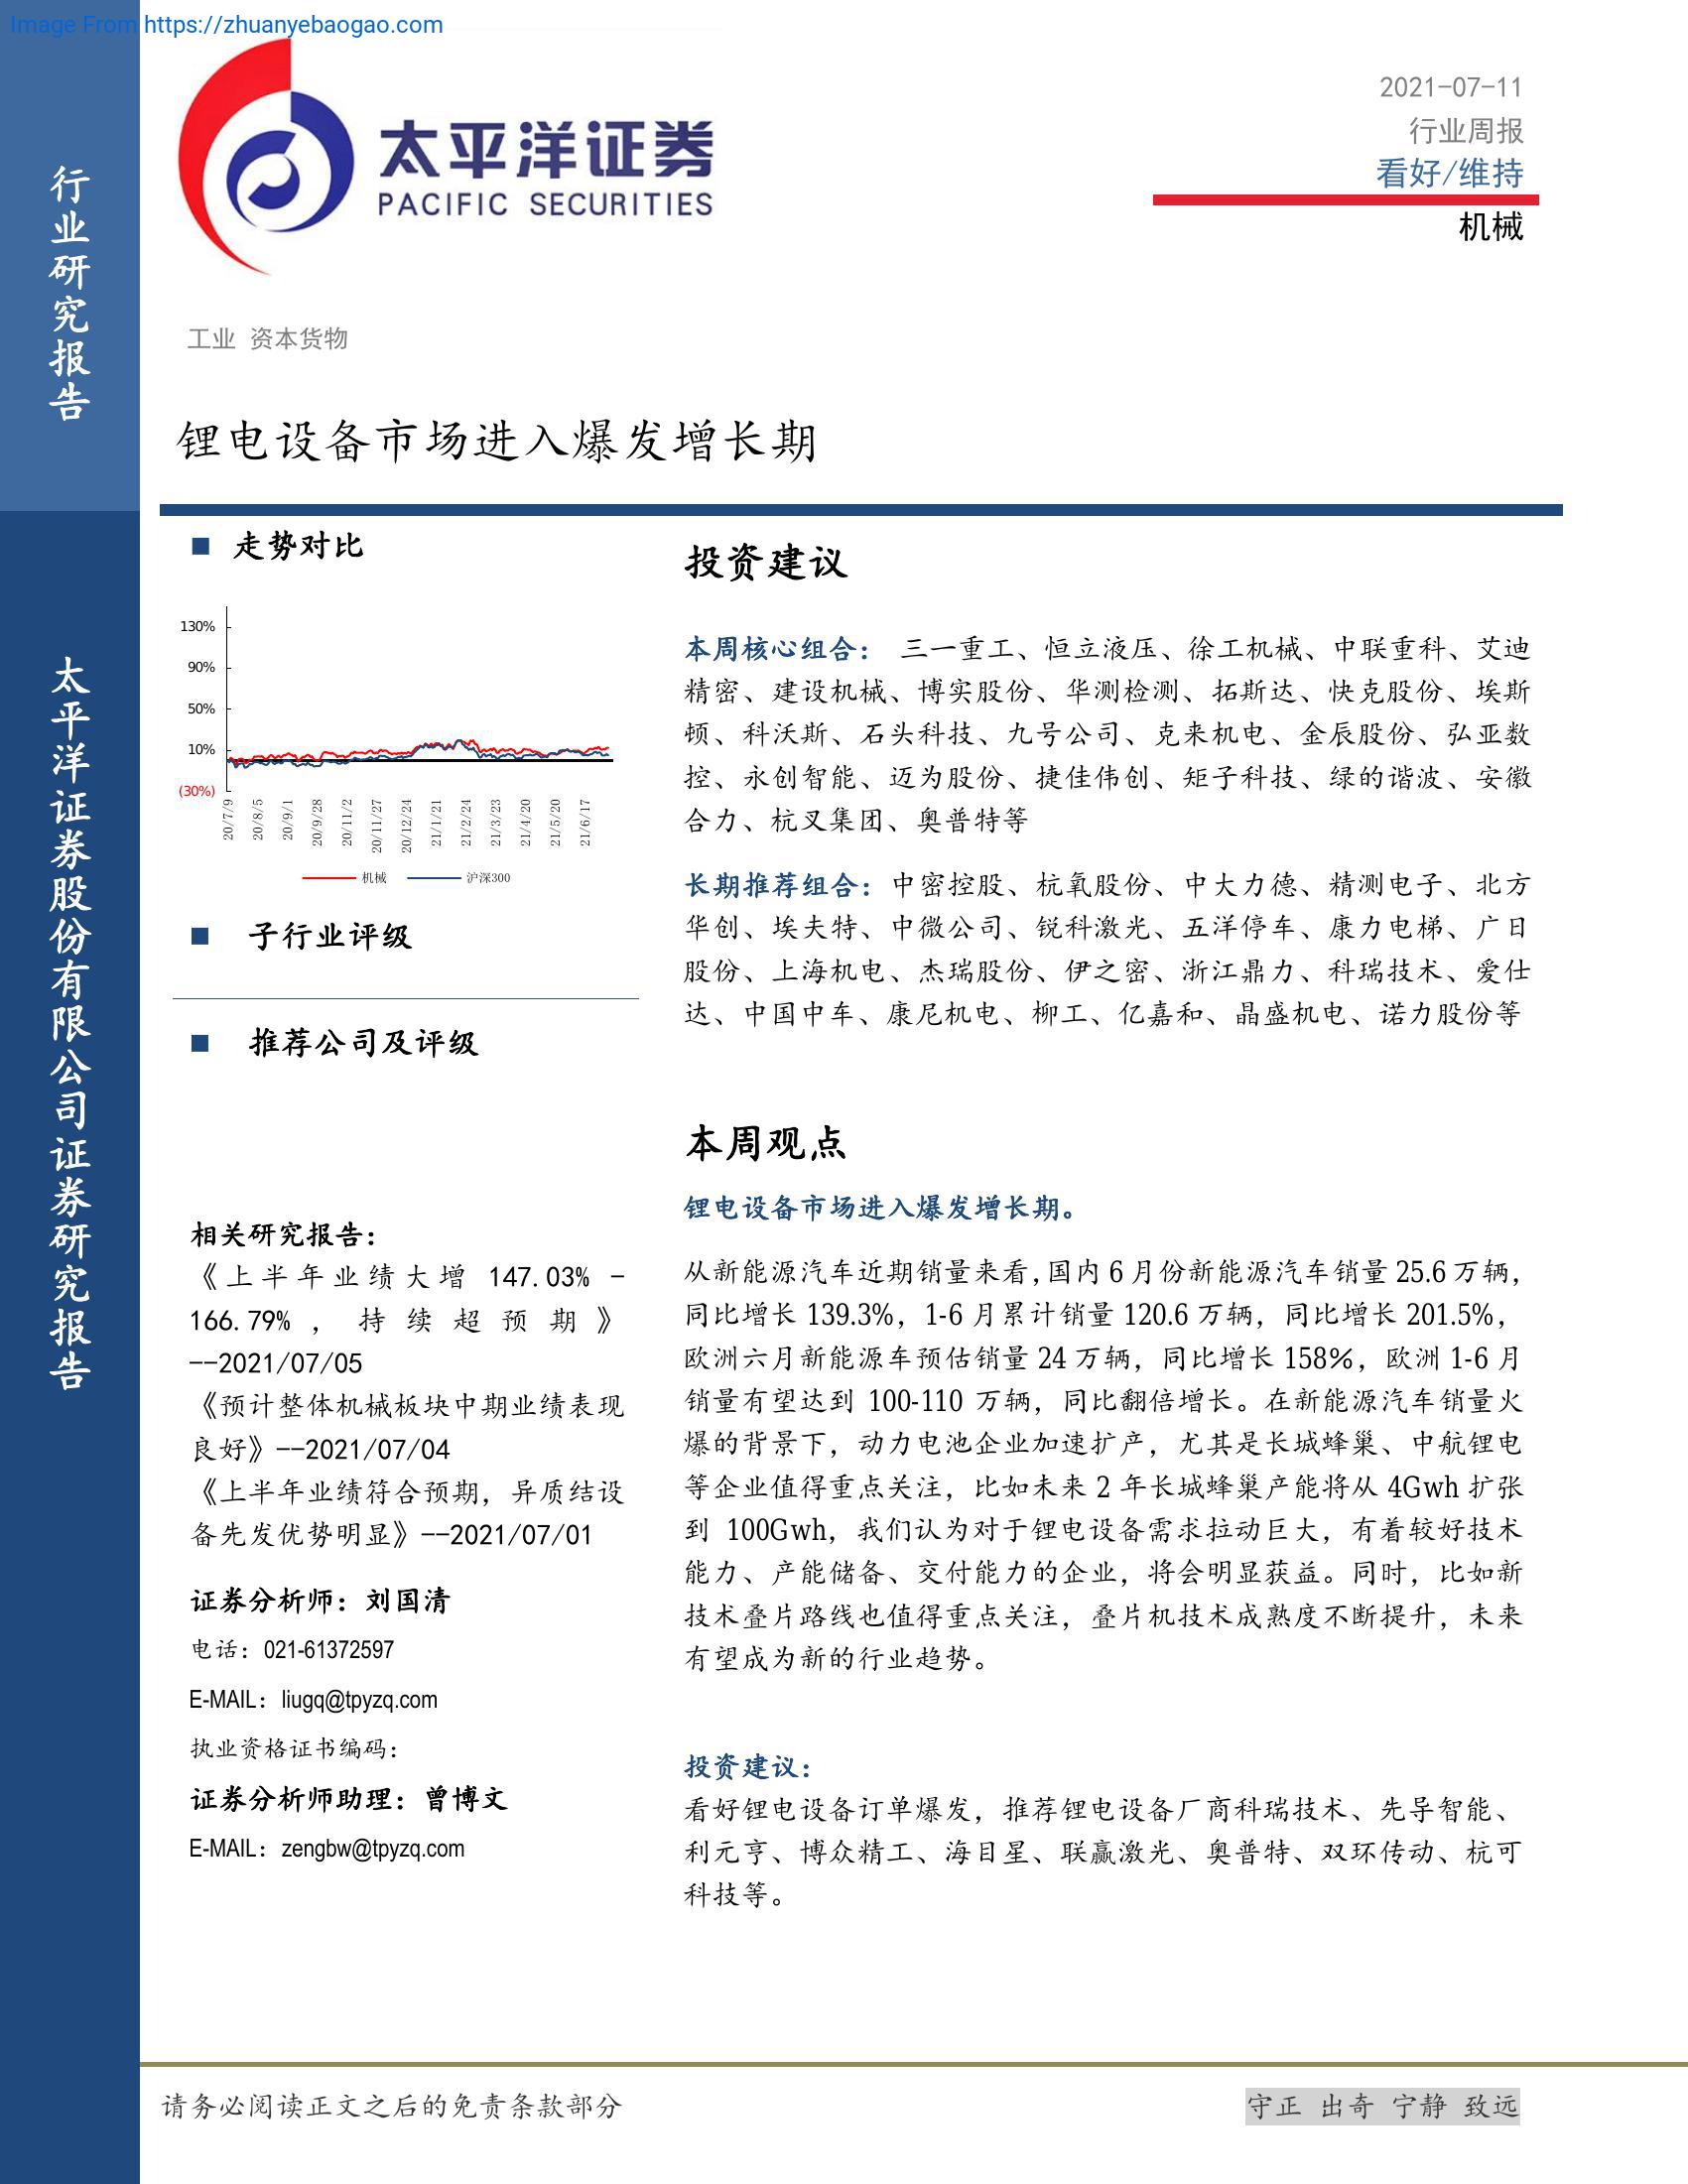 Image From https://zhuanyebaogao.com
行业研究报告
太平洋证券股份有限公司证券研究报告
太平洋证券
PACIFIC SECURITIES
2021-07-11
行业周报
看好/维持
机械
工业 资本货物
锂电设备市场进入爆发增长期
■ 走势对比
130%
90%
50%
10%
(30%)
20/7/9
20/8/5
20/9/1
20/9/28
20/11/2
20/11/27
20/12/24
21/1/21
21/2/24
21/3/23
21/4/20
21/5/20
21/6/17
机械 沪深300
■ 子行业评级
■ 推荐公司及评级
相关研究报告：
《上半年业绩大增 147.03% -
166.79% ，持续超预期》
--2021/07/05
《预计整体机械板块中期业绩表现
良好》--2021/07/04
《上半年业绩符合预期，异质结设
备先发优势明显》--2021/07/01
证券分析师：刘国清
电话：021-61372597
E-MAIL：liugq@tpyzq.com
执业资格证书编码：
证券分析师助理：曾博文
E-MAIL：zengbw@tpyzq.com
投资建议
本周核心组合： 三一重工、恒立液压、徐工机械、中联重科、艾迪
精密、建设机械、博实股份、华测检测、拓斯达、快克股份、埃斯
顿、科沃斯、石头科技、九号公司、克来机电、金辰股份、弘亚数
控、永创智能、迈为股份、捷佳伟创、矩子科技、绿的谐波、安徽
合力、杭叉集团、奥普特等
长期推荐组合：中密控股、杭氧股份、中大力德、精测电子、北方
华创、埃夫特、中微公司、锐科激光、五洋停车、康力电梯、广日
股份、上海机电、杰瑞股份、伊之密、浙江鼎力、科瑞技术、爱仕
达、中国中车、康尼机电、柳工、亿嘉和、晶盛机电、诺力股份等
本周观点
锂电设备市场进入爆发增长期。
从新能源汽车近期销量来看,国内 6 月份新能源汽车销量 25.6 万辆，
同比增长 139.3%，1-6 月累计销量 120.6 万辆，同比增长 201.5%，
欧洲六月新能源车预估销量 24 万辆，同比增长 158%，欧洲 1-6 月
销量有望达到 100-110 万辆，同比翻倍增长。在新能源汽车销量火
爆的背景下，动力电池企业加速扩产，尤其是长城蜂巢、中航锂电
等企业值得重点关注，比如未来 2 年长城蜂巢产能将从 4Gwh 扩张
到 100Gwh，我们认为对于锂电设备需求拉动巨大，有着较好技术
能力、产能储备、交付能力的企业，将会明显获益。同时，比如新
技术叠片路线也值得重点关注，叠片机技术成熟度不断提升，未来
有望成为新的行业趋势。
投资建议：
看好锂电设备订单爆发，推荐锂电设备厂商科瑞技术、先导智能、
利元亨、博众精工、海目星、联赢激光、奥普特、双环传动、杭可
科技等。
请务必阅读正文之后的免责条款部分
守正 出奇 宁静 致远